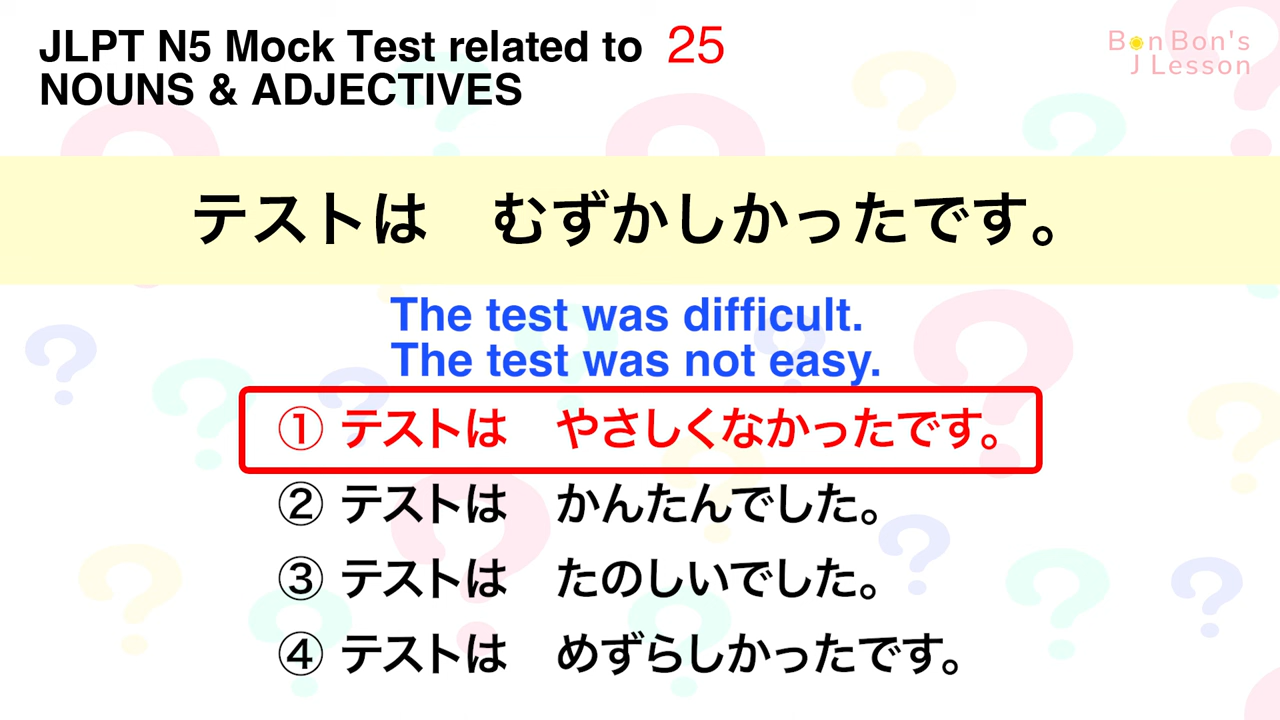 JLPT N5 Mock Test related to 25
NOUNS & ADJECTIVES
BonBon's
J Lesson
テストは　むずかしかったです。
The test was difficult.
The test was not easy.
① テストは　やさしくなかったです。
② テストは　かんたんでした。
③ テストは　たのしいでした。
④ テストは　めずらしかったです。